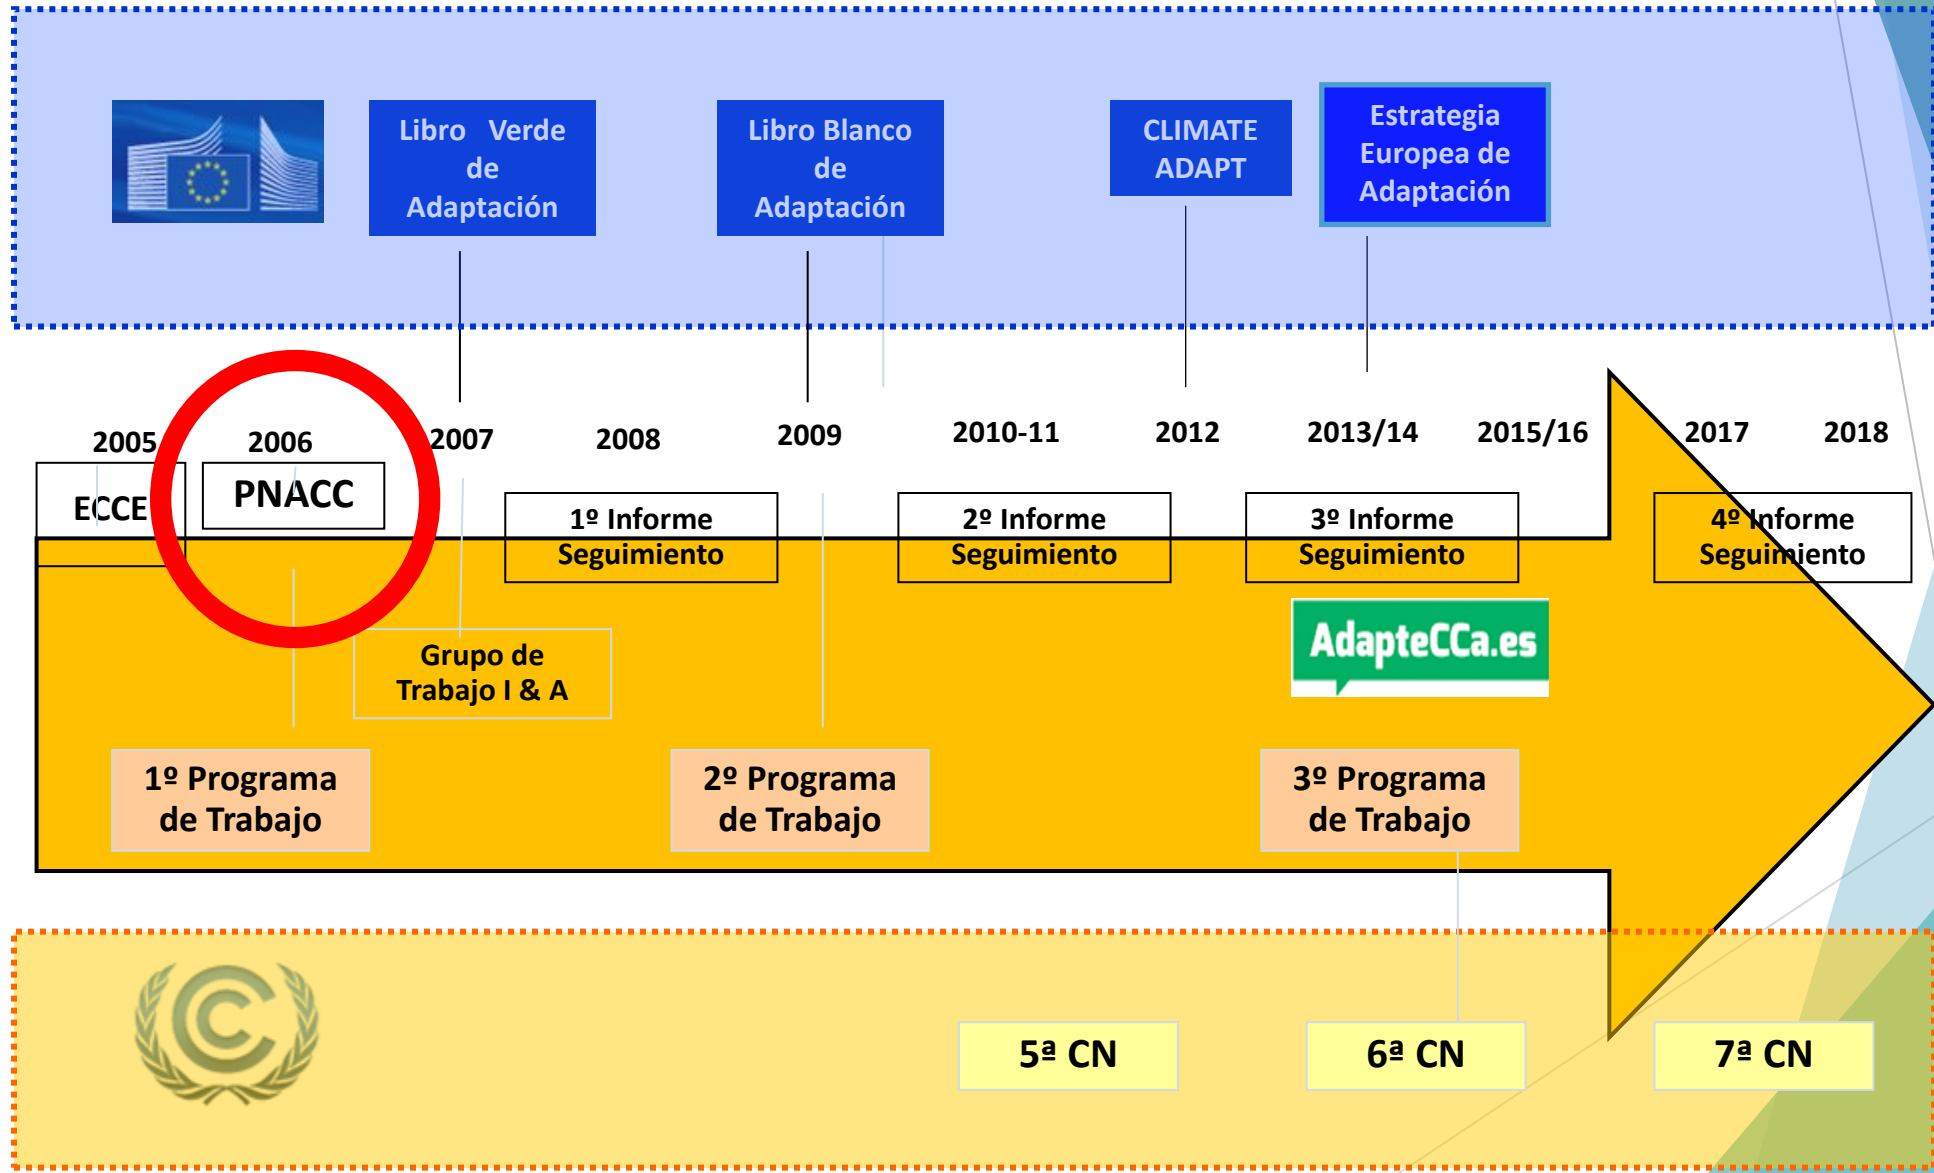 Libro Verde
de
Adaptación
Libro Blanco
de
Adaptación
CLIMATE
ADAPT
Estrategia
Europea de
Adaptación
2005
2006
2007
2008
2009
2010-11
2012
2013/14
2015/16
2017
2018
ECCE
PNACC
1º Informe
Seguimiento
2º Informe
Seguimiento
3º Informe
Seguimiento
4º Informe
Seguimiento
Grupo de
Trabajo I & A
AdapteCCa.es
1º Programa
de Trabajo
2º Programa
de Trabajo
3º Programa
de Trabajo
5ª CN
6ª CN
7ª CN